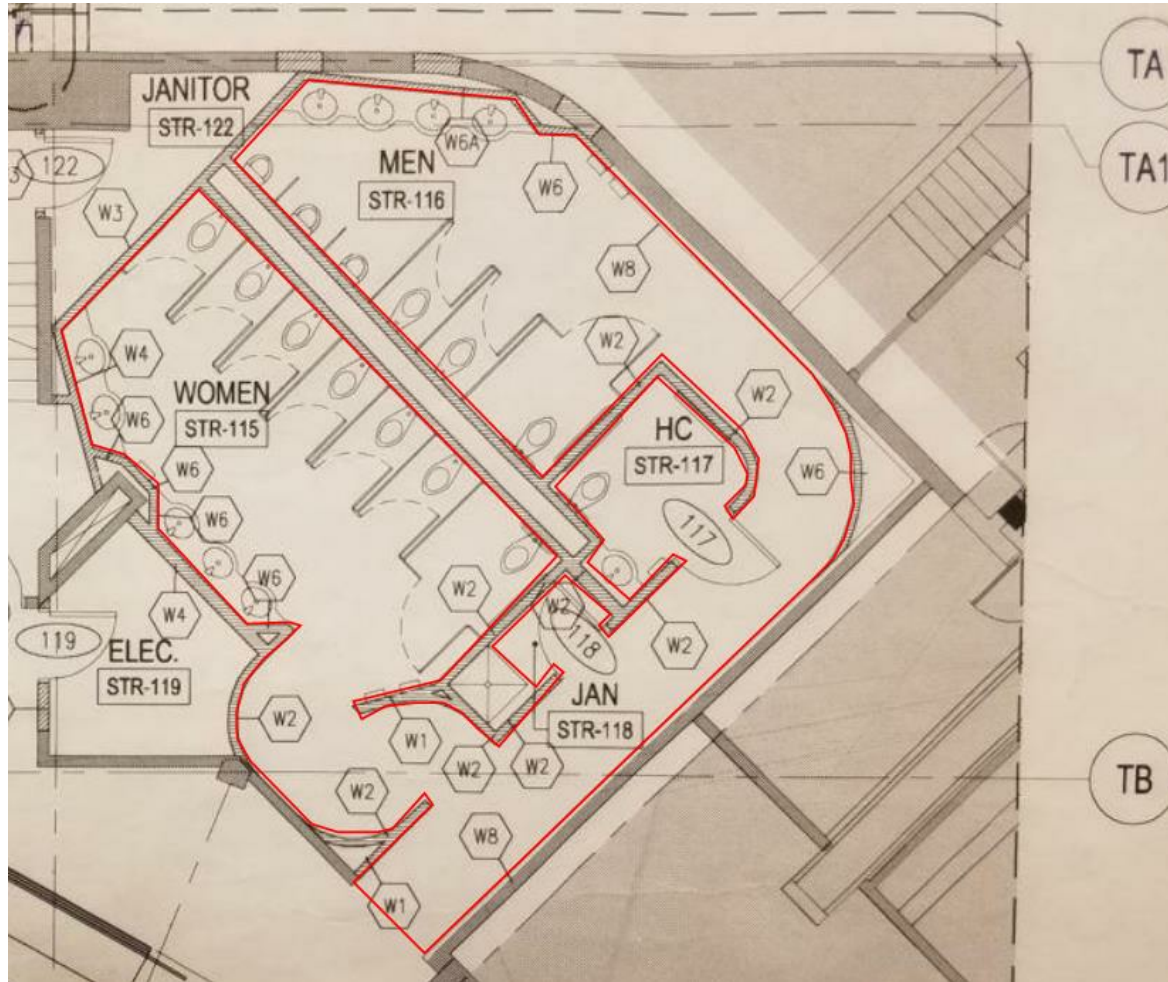 TA
JANITOR
STR-122
122
MEN
STR-116
W6A
TA1
W3
W6
W8
W4
W2
WOMEN
STR-115
W6
W2
HC
STR-117
W6
W6
117
W6
W6
W2
W2
W4
118
W2
119
ELEC.
STR-119
JAN
STR-118
W2
W1
W2
W2
TB
W2
W8
W1